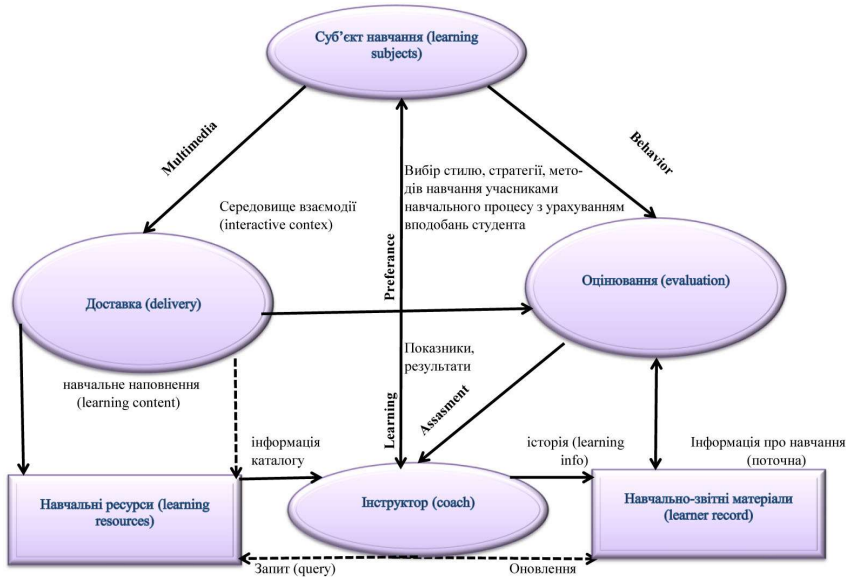 Суб’єкт навчання (learning
subjects)
Multimedia
Behavior
Вибір стилю, стратегії, мето-
дів навчання учасниками
навчального процесу з урахуванням
вподобань студента
Середовище взаємодії
(interactive contex)
Preferance
Доставка (delivery)
Оцінювання (evaluation)
Показники,
результати
навчальне наповнення
(learning content)
Learning
Assasment
інформація
каталогу
історія (learning
info)
Інформація про навчання
(поточна)
Навчальні ресурси (learning
resources)
Інструктор (coach)
Навчально-звітні матеріали
(learner record)
Запит (query)
Оновлення